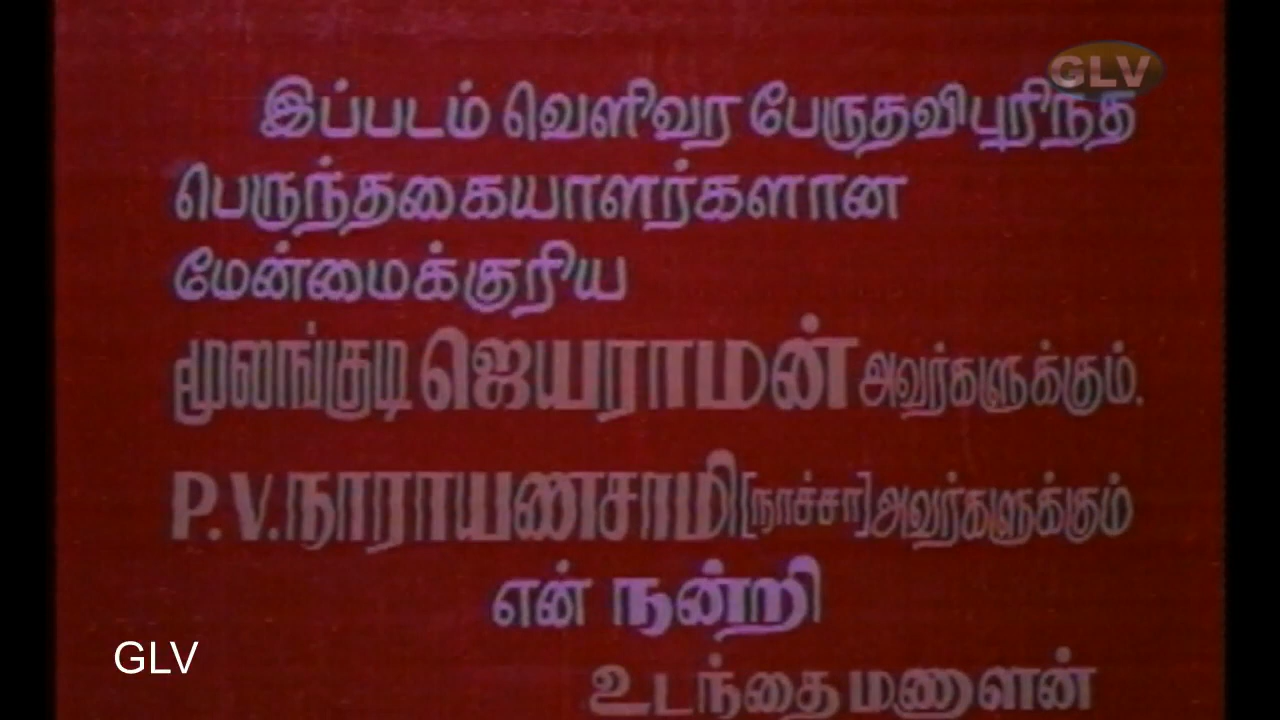 GLV
இப்படம் வெளிவர பேருதவிபுரிந்த
பெருந்தகையாளர்களான
மேன்மைக்குரிய
மூலங்குடி ஜெயராமன் அவர்களுக்கும்.
P.V.நாராயணசாமி [நாச்சா] அவர்களுக்கும்
என் நன்றி
GLV
உடந்தை மணாளன்